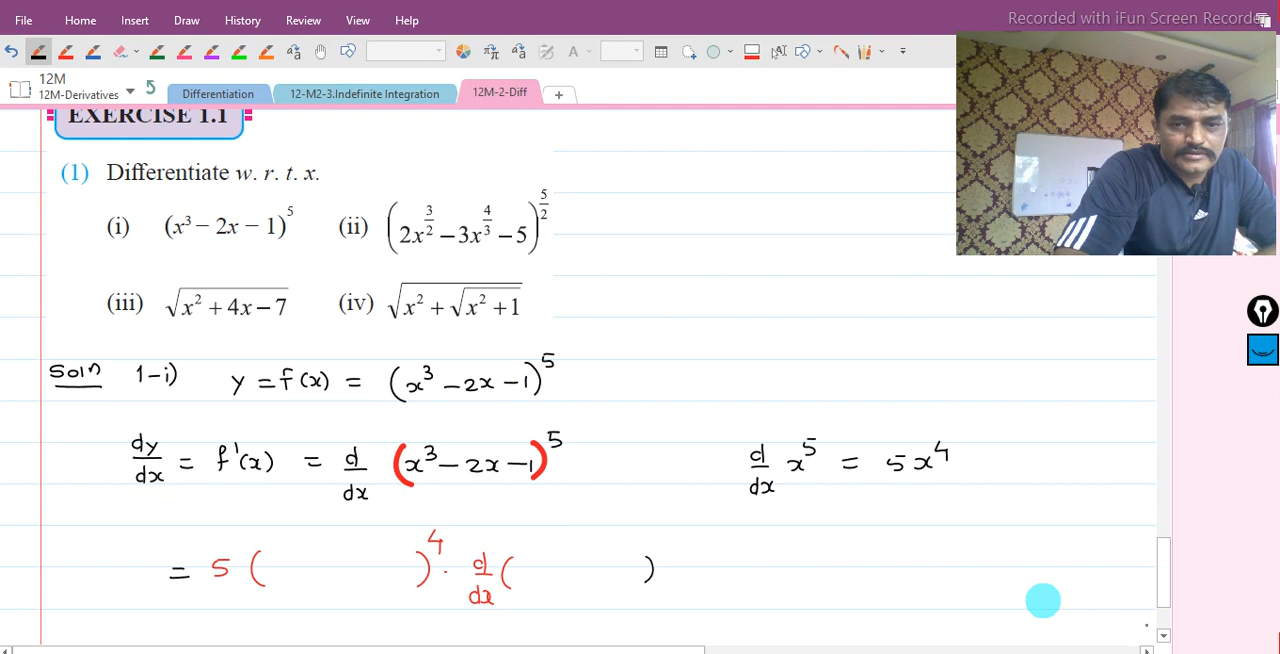 File Home Insert Draw History Review View Help
Recorded with iFun Screen Recorder
12M
12M-Derivatives
Differentiation 12-M2-3.Indefinite Integration 12M-2-Diff +
EXERCISE 1.1
(1) Differentiate w. r. t. x.
(i) (x³ – 2x – 1)⁵ (ii) (2x^(3/2) – 3x^(4/3) – 5)^(5/2)
(iii) √(x² + 4x – 7) (iv) √(x² + √(x² + 1))
Soln 1-i) y = f(x) = (x³ - 2x - 1)⁵
dy/dx = f'(x) = d/dx (x³ - 2x - 1)⁵ d/dx x⁵ = 5x⁴
= 5 ( )⁴ . d/dx ( )